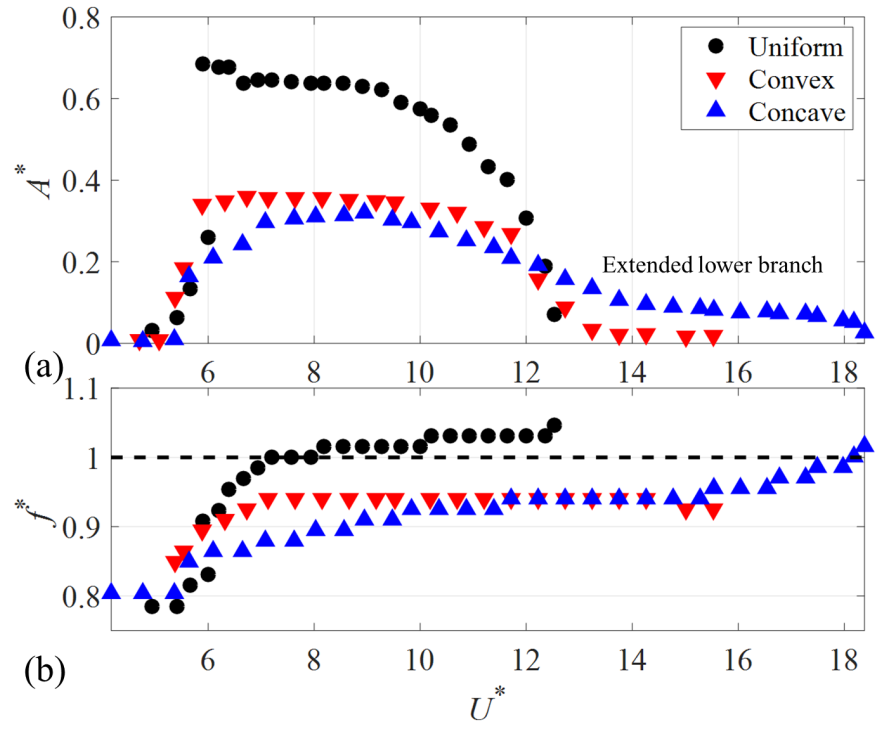 0.8
Uniform
Convex
Concave
0.6
A*
0.4
0.2
Extended lower branch
0
6 8 10 12 14 16 18
(a)
1.1
1
f*
0.9
0.8
6 8 10 12 14 16 18
(b)
U*